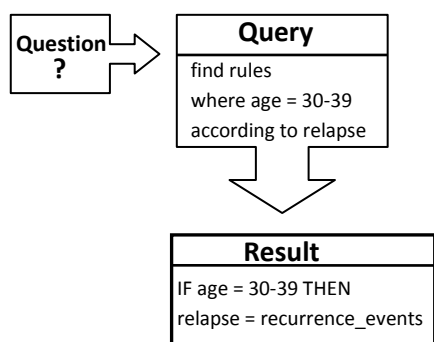 Question
?
Query
find rules
where age = 30-39
according to relapse
Result
IF age = 30-39 THEN
relapse = recurrence_events